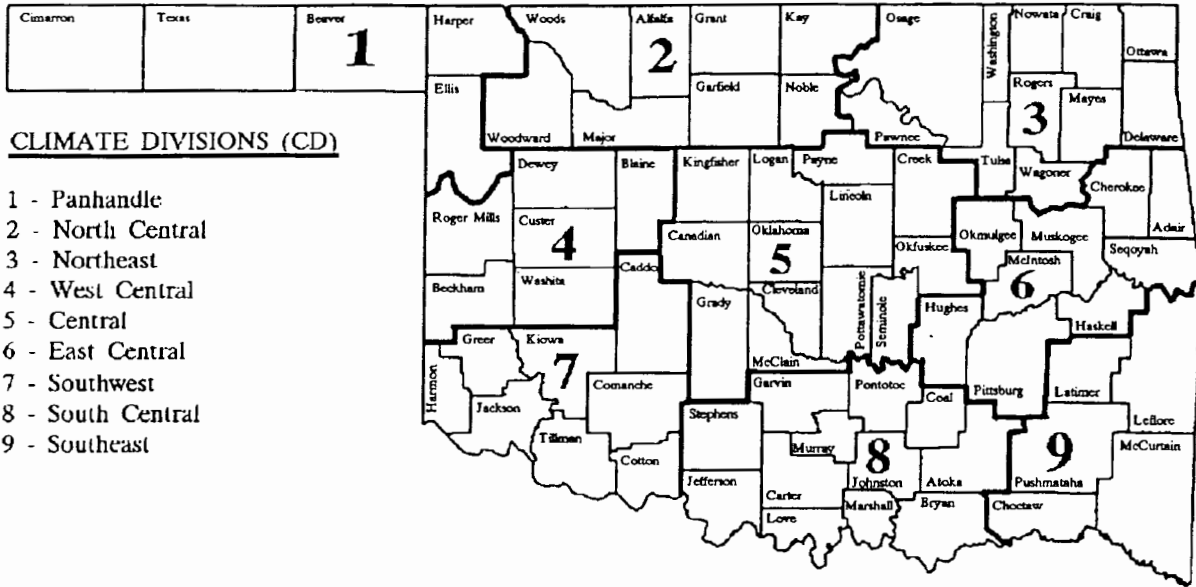 Cimarron
Texas
Beaver
1
Harper
Woods
Alfalfa
2
Grant
Kay
Osage
Washington
Nowata
Craig
Ottawa
Ellis
Woodward
Major
Garfield
Noble
Pawnee
Rogers
3
Mayes
Delaware
CLIMATE DIVISIONS (CD)
1 - Panhandle
2 - North Central
3 - Northeast
4 - West Central
5 - Central
6 - East Central
7 - Southwest
8 - South Central
9 - Southeast
Dewey
Blaine
Kingfisher
Logan
Payne
Creek
Tulsa
Wagoner
Cherokee
Adair
Roger Mills
Custer
4
Canadian
Oklahoma
5
Lincoln
Okfuskee
Okmulgee
Muskogee
McIntosh
6
Seqoyah
Beckham
Washita
Caddo
Grady
Cleveland
Pottawatomie
Seminole
Hughes
Haskell
Greer
Kiowa
7
McClain
Harmon
Jackson
Comanche
Garvin
Pontotoc
Coal
Pittsburg
Latimer
Leflore
Tillman
Cotton
Stephens
Murray
8
Johnston
Atoka
9
Pushmataha
McCurtain
Jefferson
Carter
Love
Marshall
Bryan
Choctaw